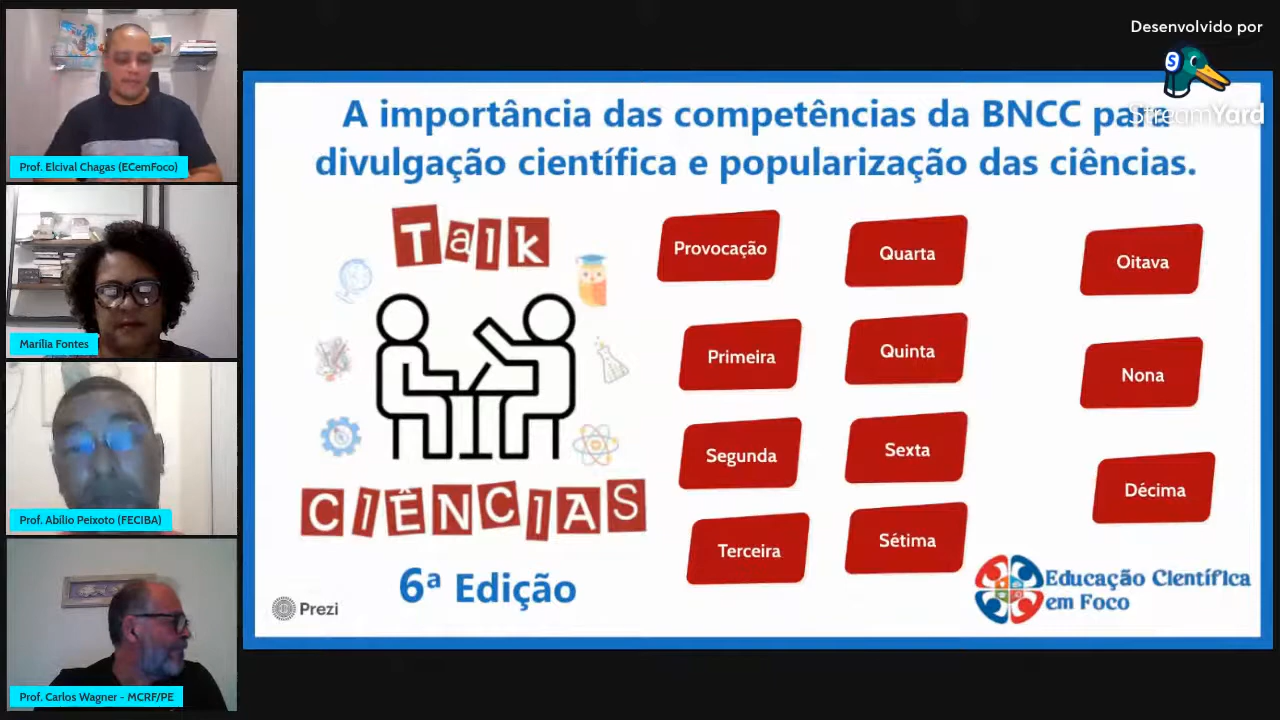 Desenvolvido por
StreamYard
A importância das competências da BNCC para
divulgação científica e popularização das ciências.
Talk
CIÊNCIAS
6ª Edição
Prezi
Provocação
Primeira
Segunda
Terceira
Quarta
Quinta
Sexta
Sétima
Oitava
Nona
Décima
Educação Científica
em Foco
Prof. Elcival Chagas (ECemFoco)
Marília Fontes
Prof. Abílio Peixoto (FECIBA)
Prof. Carlos Wagner - MCRF/PE